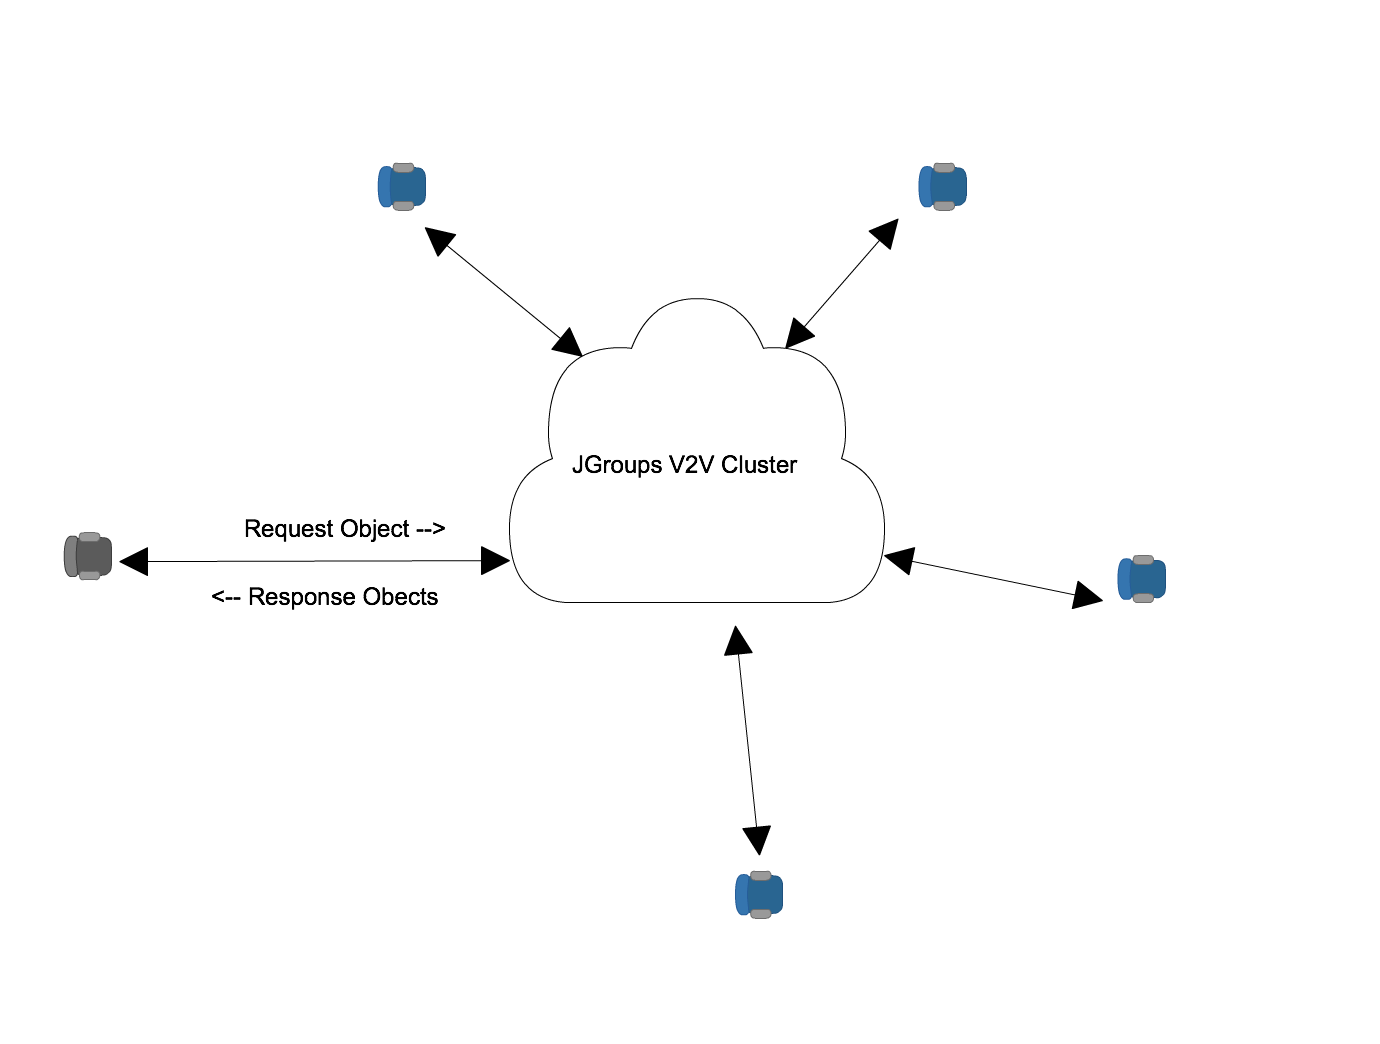 JGroups V2V Cluster
Request Object -->
<-- Response Obects